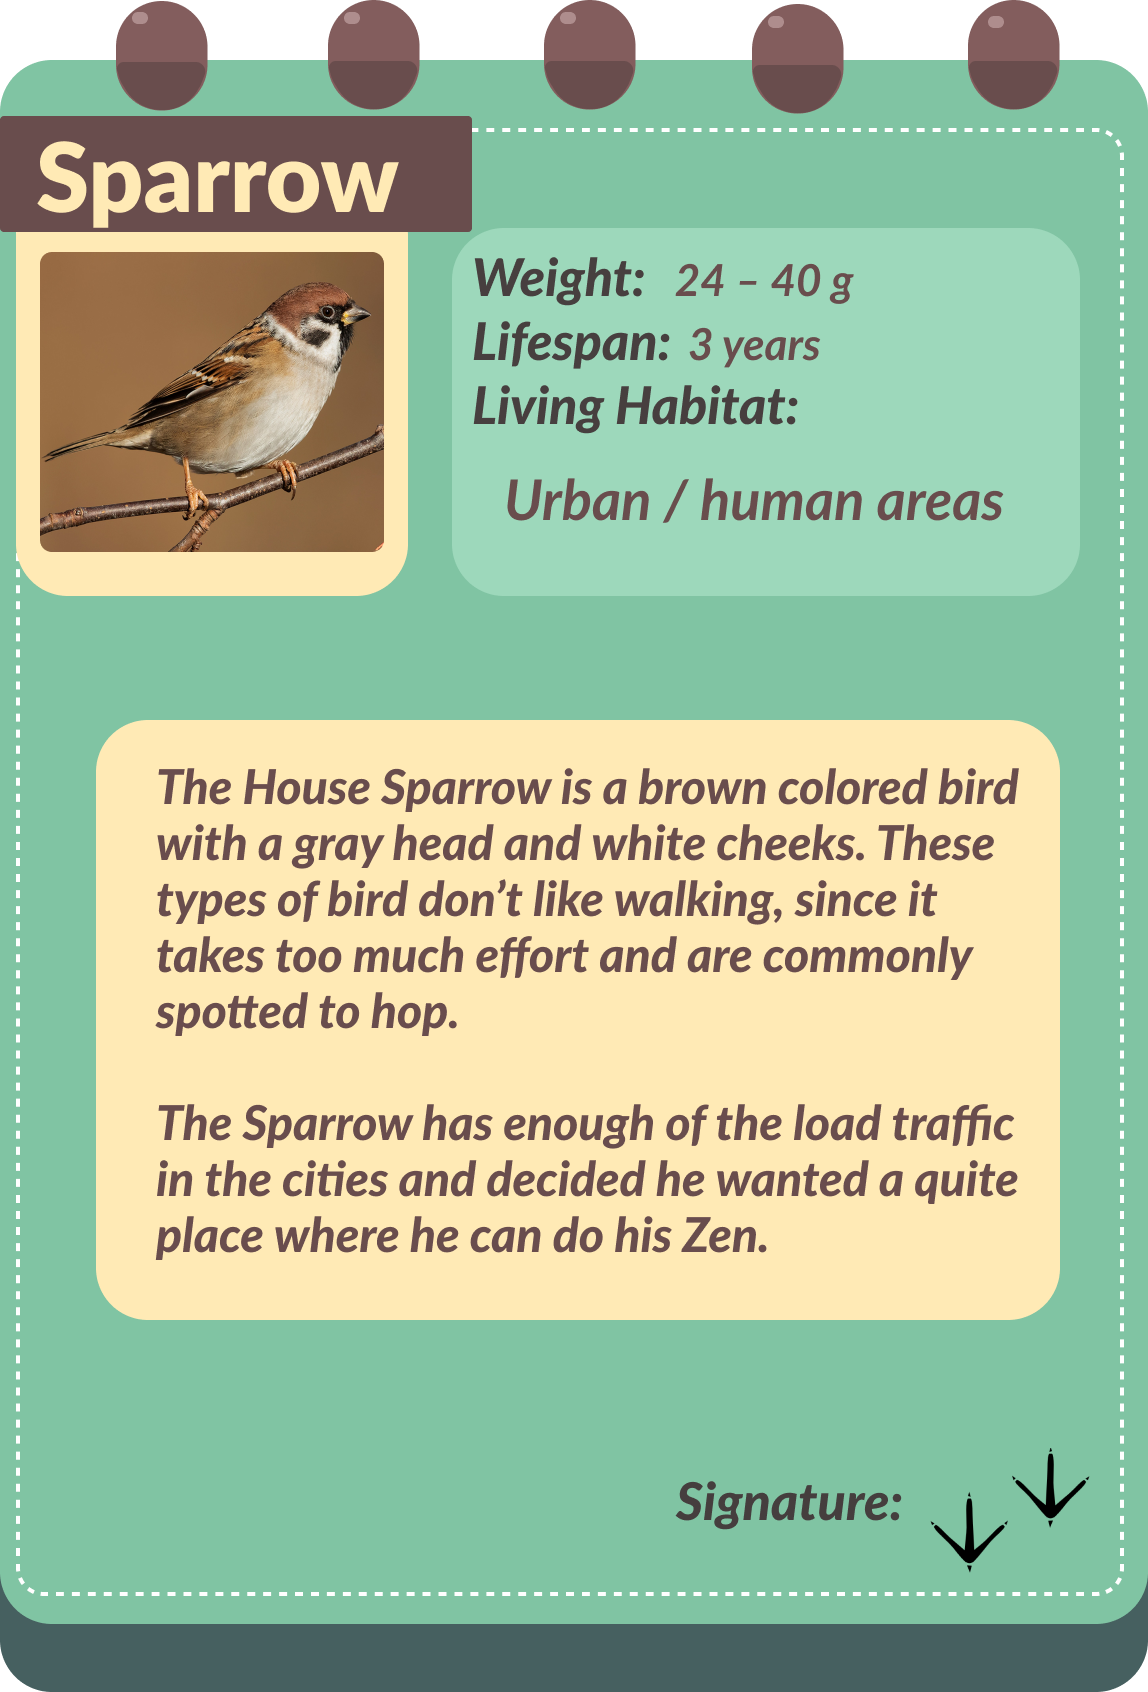 Sparrow
Weight: 24 – 40 g
Lifespan: 3 years
Living Habitat:
Urban / human areas
The House Sparrow is a brown colored bird
with a gray head and white cheeks. These
types of bird don’t like walking, since it
takes too much effort and are commonly
spotted to hop.
The Sparrow has enough of the load traffic
in the cities and decided he wanted a quite
place where he can do his Zen.
Signature: